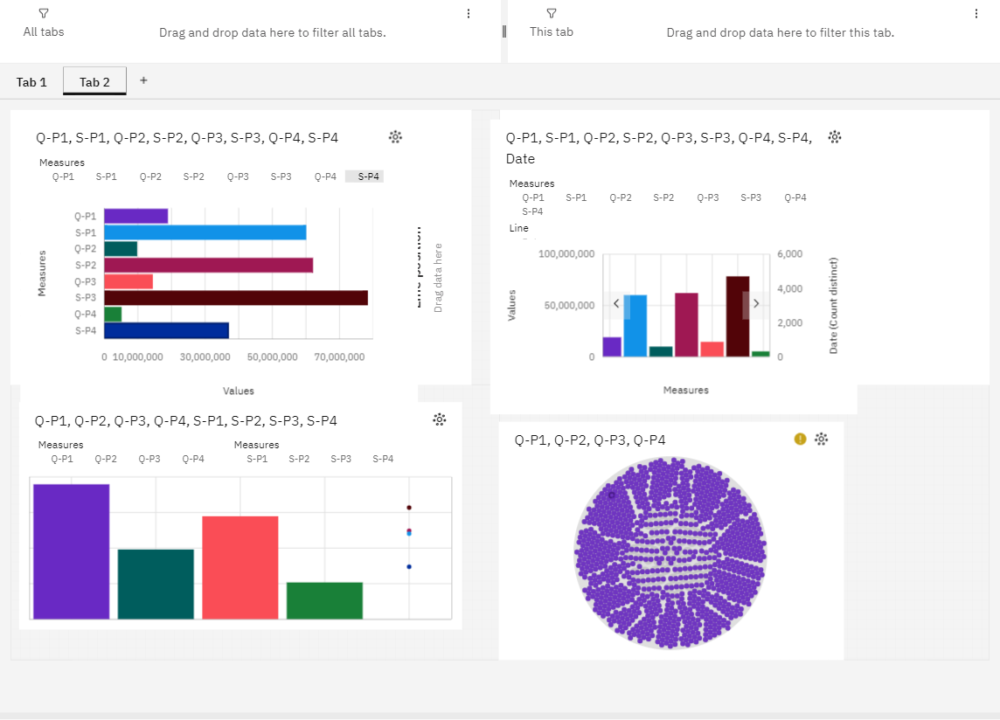 All tabs
Drag and drop data here to filter all tabs.
This tab
Drag and drop data here to filter this tab.
Tab 1
Tab 2
+
Q-P1, S-P1, Q-P2, S-P2, Q-P3, S-P3, Q-P4, S-P4
Measures
Q-P1 S-P1 Q-P2 S-P2 Q-P3 S-P3 Q-P4 S-P4
Measures
Q-P1
S-P1
Q-P2
S-P2
Q-P3
S-P3
Q-P4
S-P4
0 10,000,000 30,000,000 50,000,000 70,000,000
Values
Drag data here
Q-P1, S-P1, Q-P2, S-P2, Q-P3, S-P3, Q-P4, S-P4,
Date
Measures
Q-P1 S-P1 Q-P2 S-P2 Q-P3 S-P3 Q-P4
S-P4
Line
Values
100,000,000
50,000,000
0
6,000
4,000
2,000
0
Date (Count distinct)
Measures
Q-P1, Q-P2, Q-P3, Q-P4, S-P1, S-P2, S-P3, S-P4
Measures
Q-P1 Q-P2 Q-P3 Q-P4
Measures
S-P1 S-P2 S-P3 S-P4
Q-P1, Q-P2, Q-P3, Q-P4